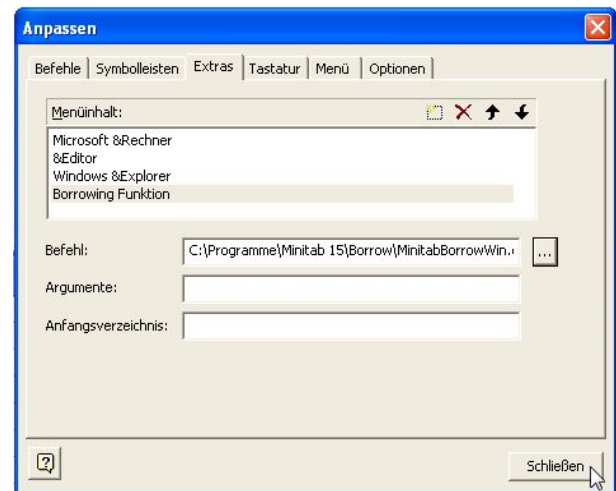 Anpassen
Befehle Symbolleisten Extras Tastatur Menü Optionen
Menüinhalt:
Microsoft &Rechner
&Editor
Windows &Explorer
Borrowing Funktion
Befehl: C:\Programme\Minitab 15\Borrow\MinitabBorrowWin. ...
Argumente:
Anfangsverzeichnis:
Schließen